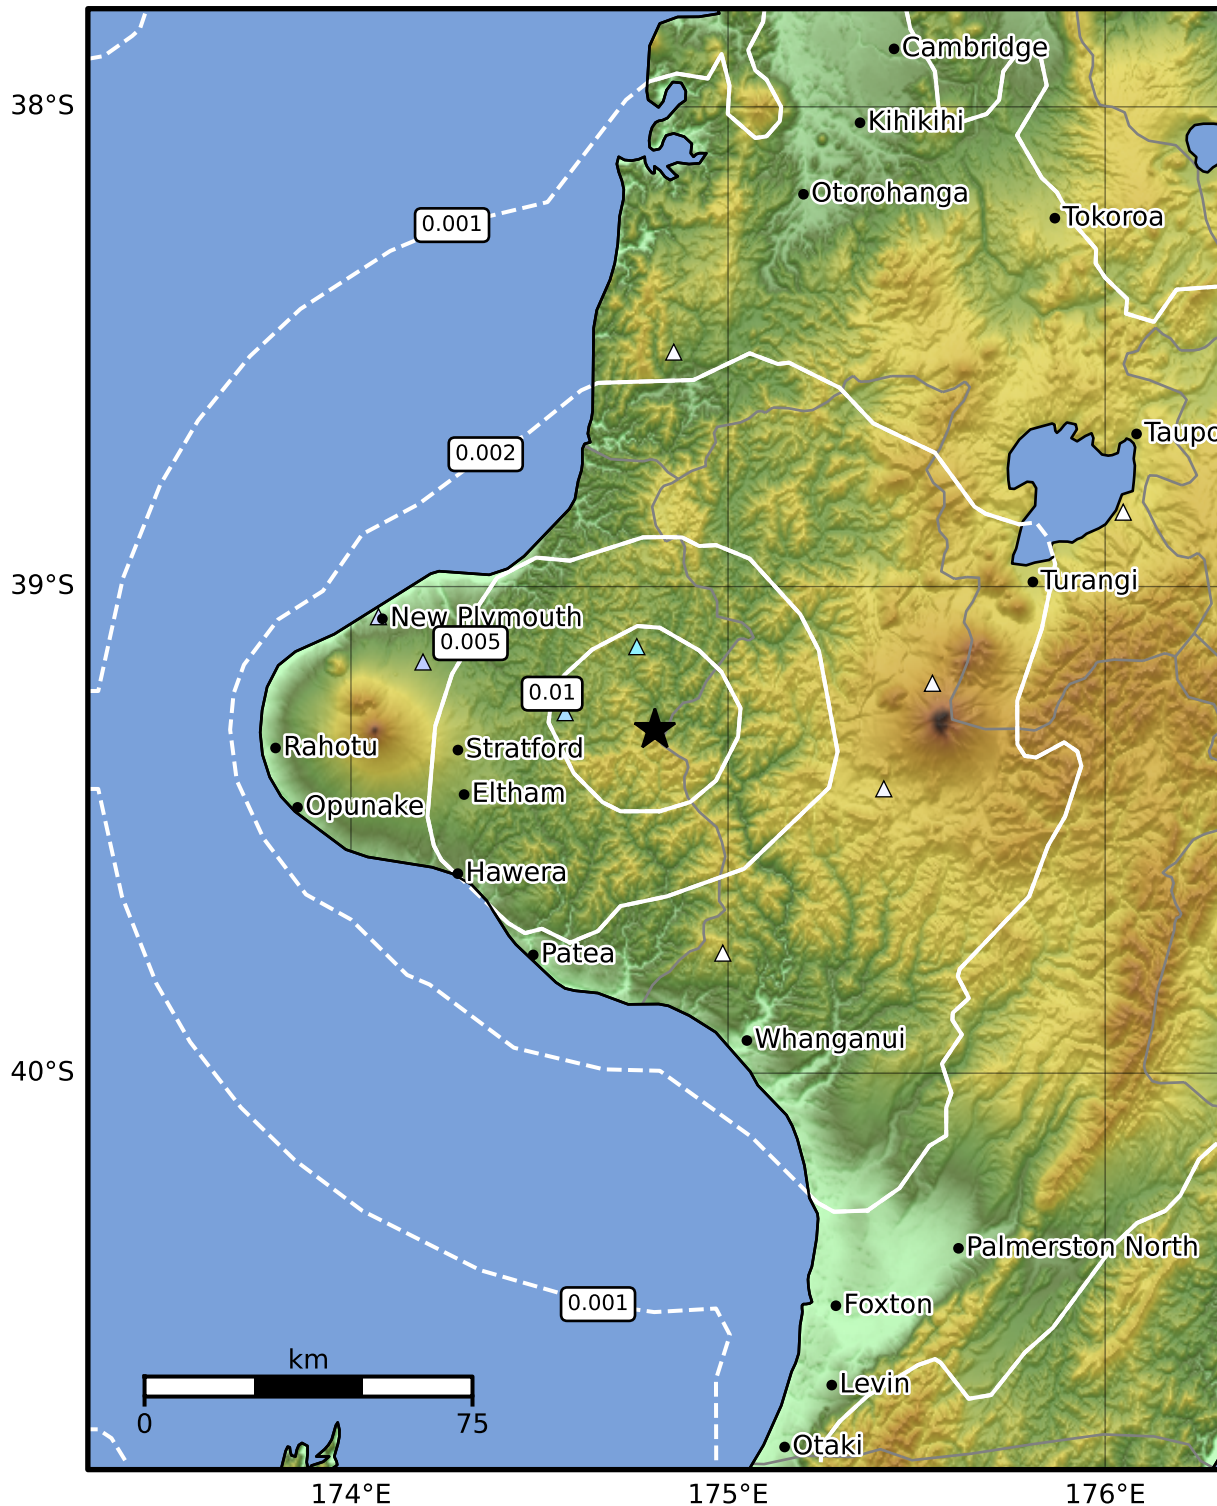 Cambridge
38°S
Kihikihi
Otorohanga
Tokoroa
0.001
Taupo
0.002
Turangi
39°S
New Plymouth
0.005
0.01
Rahotu
Stratford
Eltham
Opunake
Hawera
Patea
Whanganui
40°S
Palmerston North
Foxton
0.001
km
Levin
0
75
Otaki
174°E
175°E
176°E